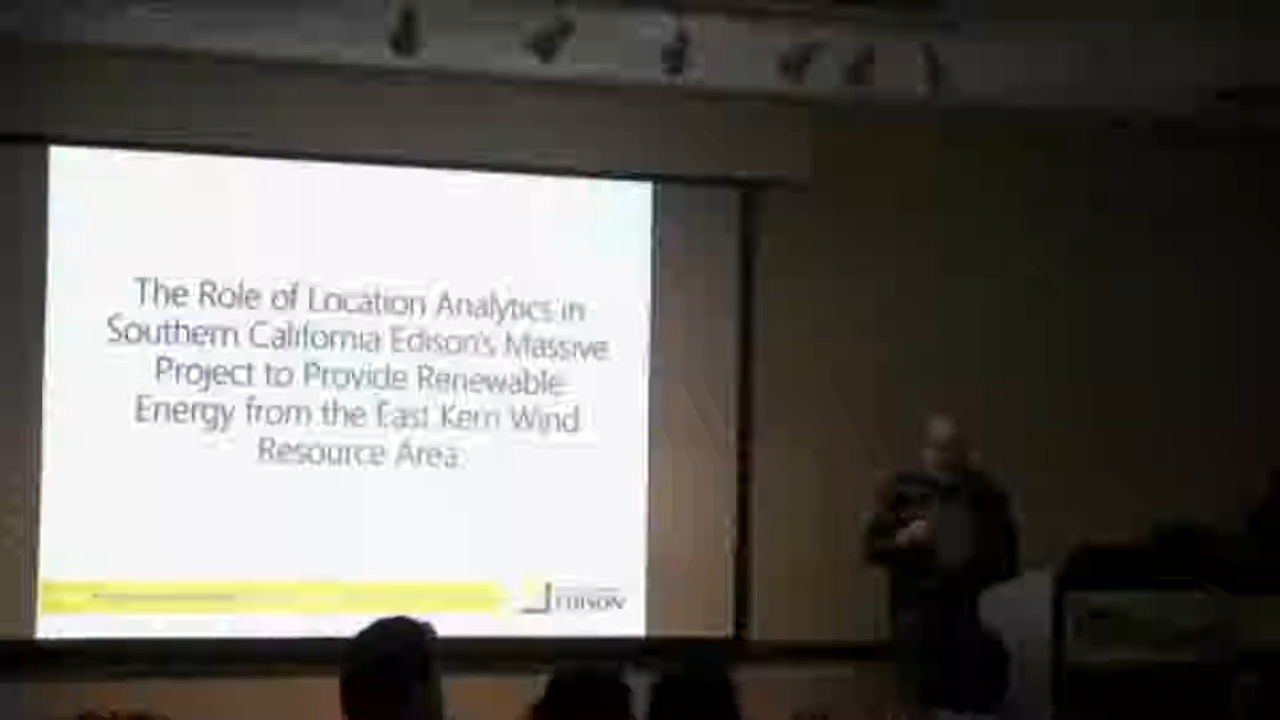 The Role of Location Analytics in
Southern California Edison's Massive
Project to Provide Renewable
Energy from the East Kern Wind
Resource Area
EDISON